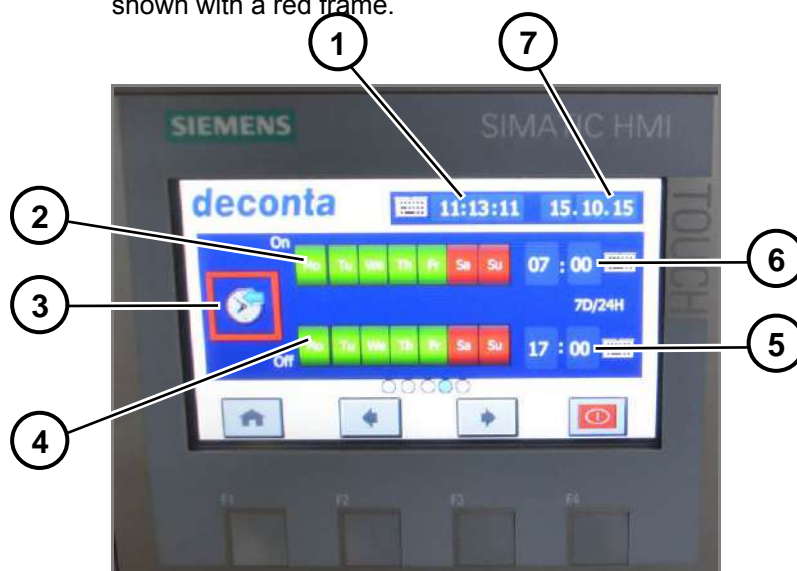 shown with a red frame.
1 7
SIEMENS SIMATIC HMI
TOUCH
deconta 11:13:11 15.10.15
2
On Mo Tu We Th Fr Sa Su 07 : 00 6
3
7D/24H
Off Mo Tu We Th Fr Sa Su 17 : 00 5
4
F1 F2 F3 F4